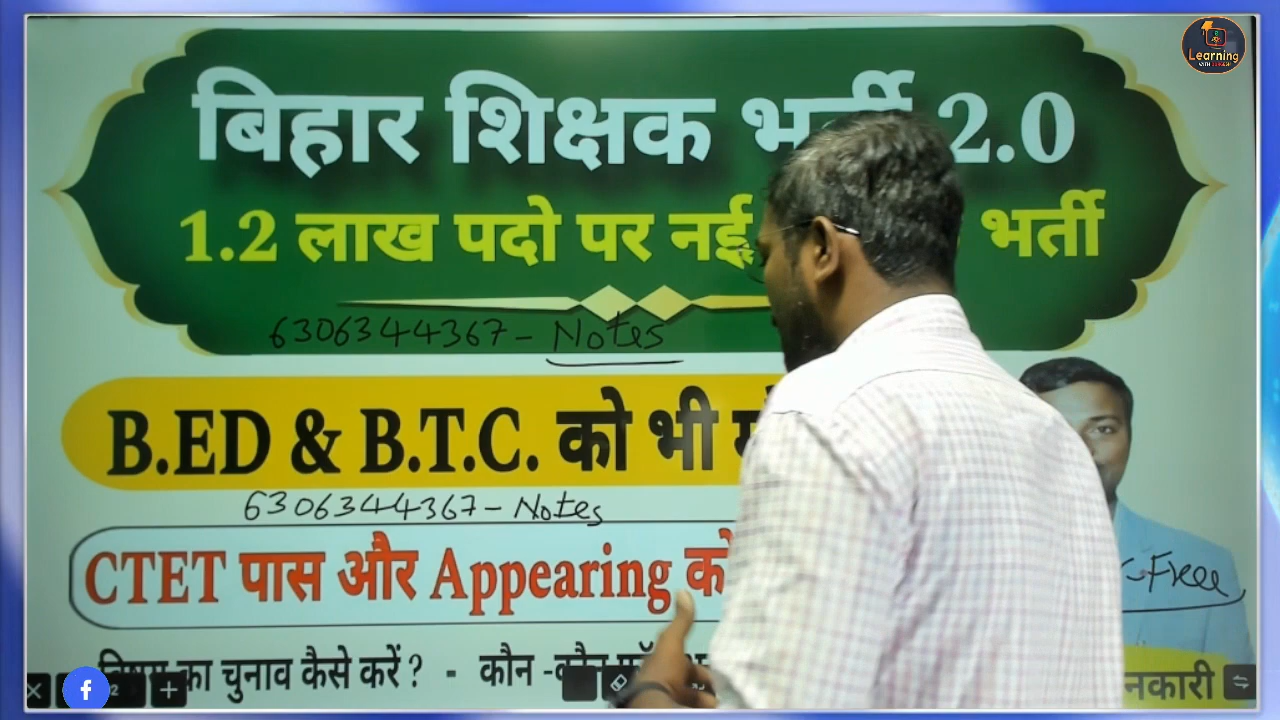 Learning
बिहार शिक्षक 2.0
1.2 लाख पदो पर नई भर्ती
6306344367- Notes
B.ED & B.T.C. को भी
6306344367- Notes
CTET पास और Appearing को
-Free
विषय का चुनाव कैसे करें ? - कौन -कौन